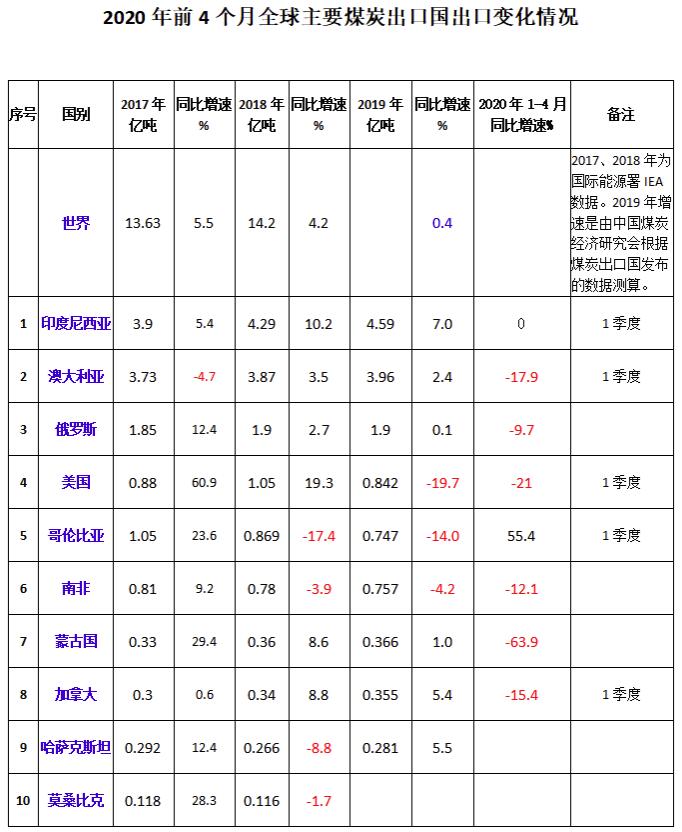 2020 年前 4 个月全球主要煤炭出口国出口变化情况
序号 国别 2017 年亿吨 同比增速% 2018 年亿吨 同比增速% 2019 年亿吨 同比增速% 2020 年 1-4 月同比增速% 备注
世界 13.63 5.5 14.2 4.2 0.4
2017、2018 年为
国际能源署 IEA
数据。2019 年增
速是由中国煤炭
经济研究会根据
煤炭出口国发布
的数据测算。
1 印度尼西亚 3.9 5.4 4.29 10.2 4.59 7.0 0 1 季度
2 澳大利亚 3.73 -4.7 3.87 3.5 3.96 2.4 -17.9 1 季度
3 俄罗斯 1.85 12.4 1.9 2.7 1.9 0.1 -9.7
4 美国 0.88 60.9 1.05 19.3 0.842 -19.7 -21 1 季度
5 哥伦比亚 1.05 23.6 0.869 -17.4 0.747 -14.0 55.4 1 季度
6 南非 0.81 9.2 0.78 -3.9 0.757 -4.2 -12.1
7 蒙古国 0.33 29.4 0.36 8.6 0.366 1.0 -63.9
8 加拿大 0.3 0.6 0.34 8.8 0.355 5.4 -15.4 1 季度
9 哈萨克斯坦 0.292 12.4 0.266 -8.8 0.281 5.5
10 莫桑比克 0.118 28.3 0.116 -1.7